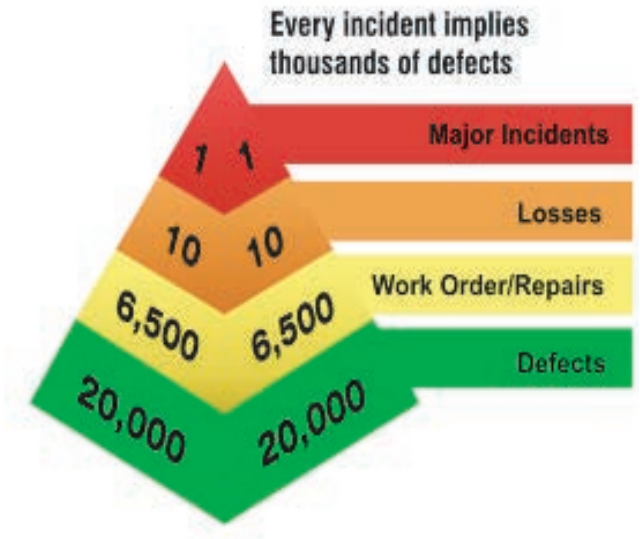 Every incident implies
thousands of defects
1 1 Major Incidents
10 10 Losses
6,500 6,500 Work Order/Repairs
20,000 20,000 Defects